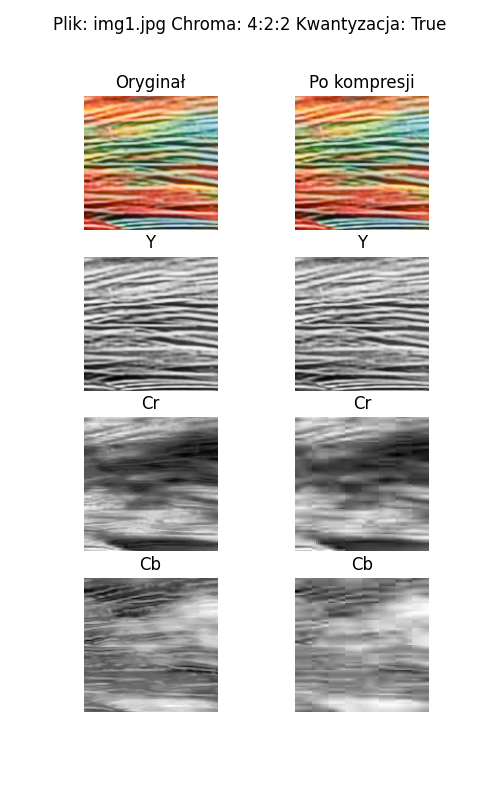 Plik: img1.jpg Chroma: 4:2:2 Kwantyzacja: True
Oryginał
Po kompresji
Y
Y
Cr
Cr
Cb
Cb